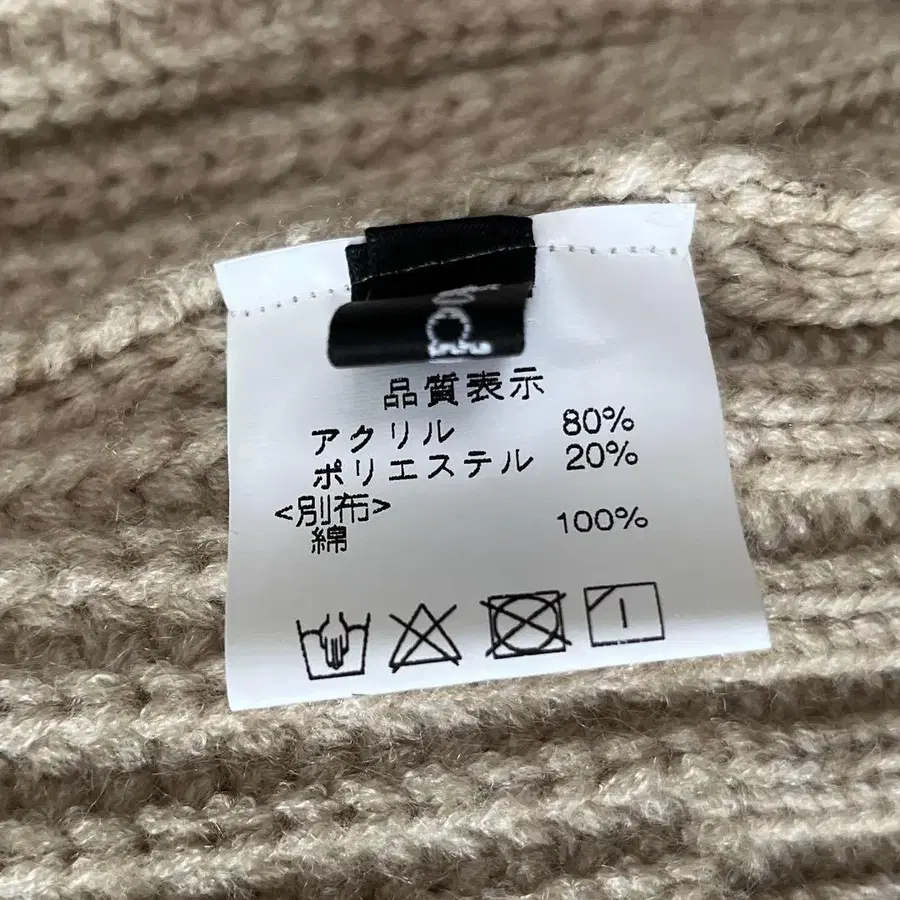 品質表示
アクリル 80%
ポリエステル 20%
<別布>
綿 100%